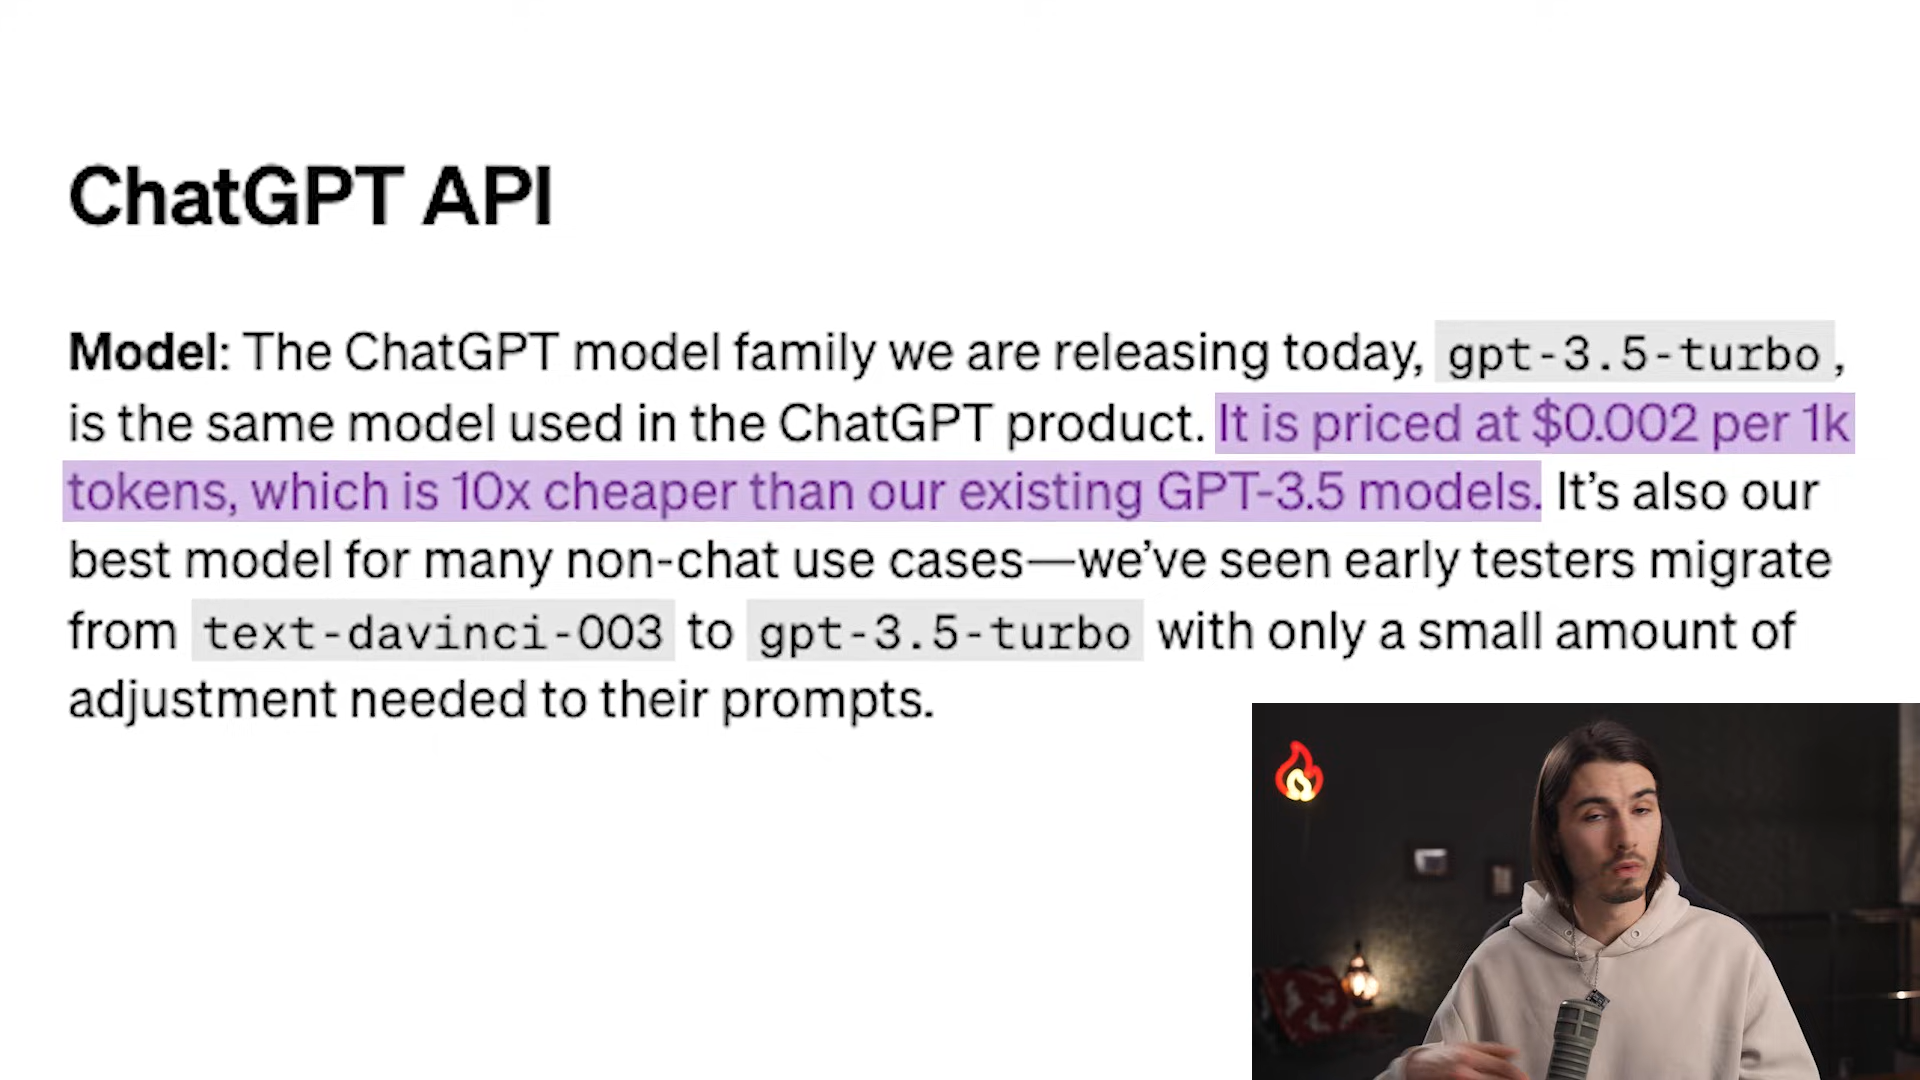 ChatGPT API
Model: The ChatGPT model family we are releasing today, gpt-3.5-turbo,
is the same model used in the ChatGPT product. It is priced at $0.002 per 1k
tokens, which is 10x cheaper than our existing GPT-3.5 models. It’s also our
best model for many non-chat use cases—we’ve seen early testers migrate
from text-davinci-003 to gpt-3.5-turbo with only a small amount of
adjustment needed to their prompts.